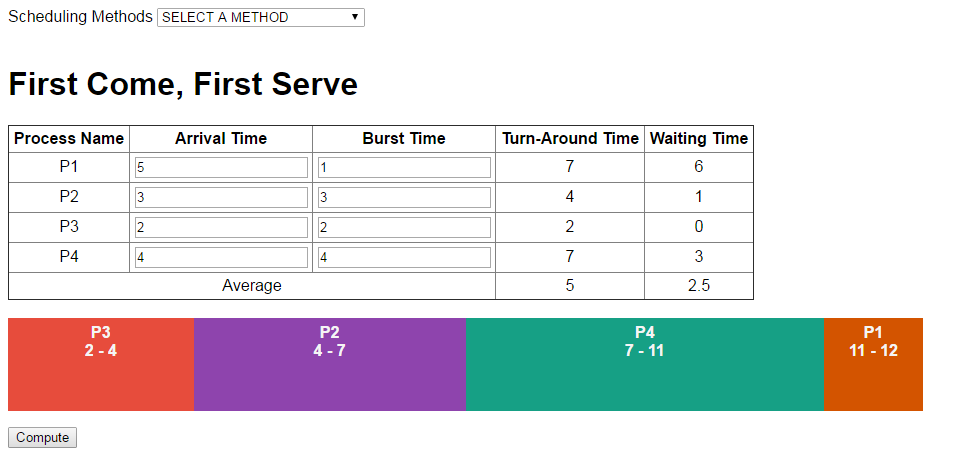 Scheduling Methods SELECT A METHOD
First Come, First Serve
Process Name Arrival Time Burst Time Turn-Around Time Waiting Time
P1 5 1 7 6
P2 3 3 4 1
P3 2 2 2 0
P4 4 4 7 3
Average 5 2.5
P3 P2 P4 P1
2 - 4 4 - 7 7 - 11 11 - 12
Compute